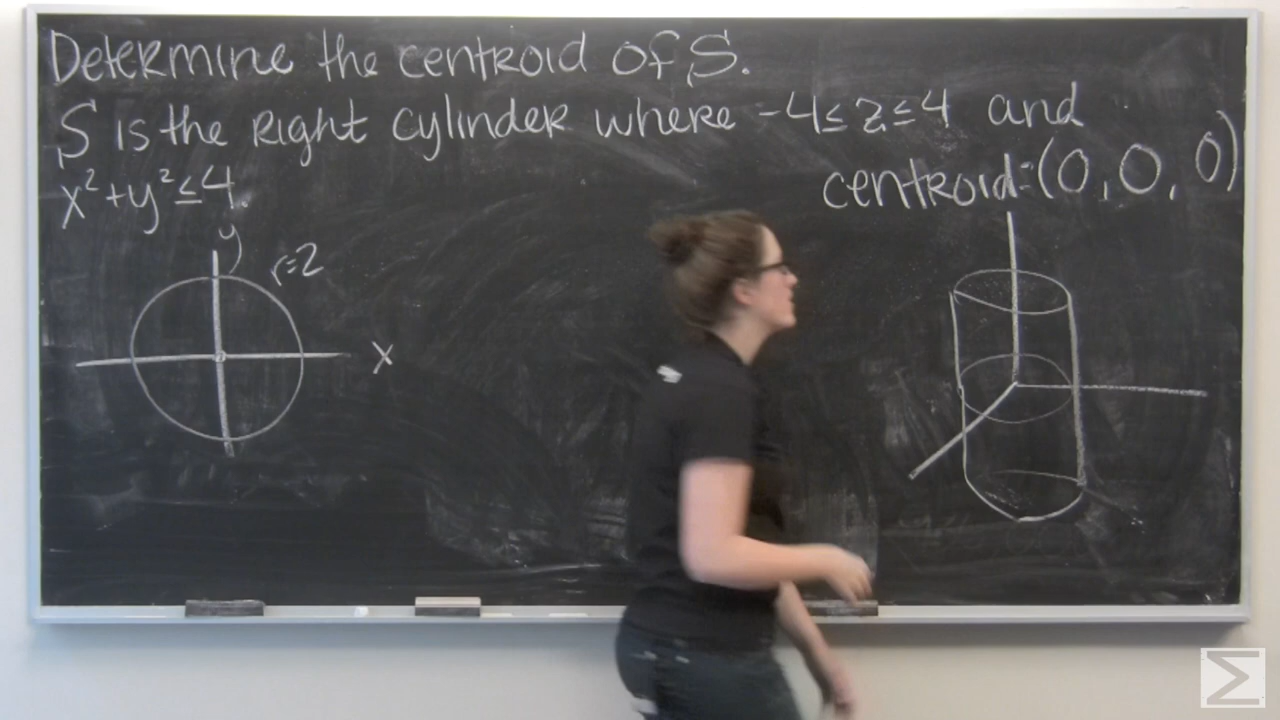 Determine the centroid of S.
S is the right cylinder where -4≤z≤4 and
x²+y²≤4.
centroid=(0,0,0)
y
r=2
x
Σ